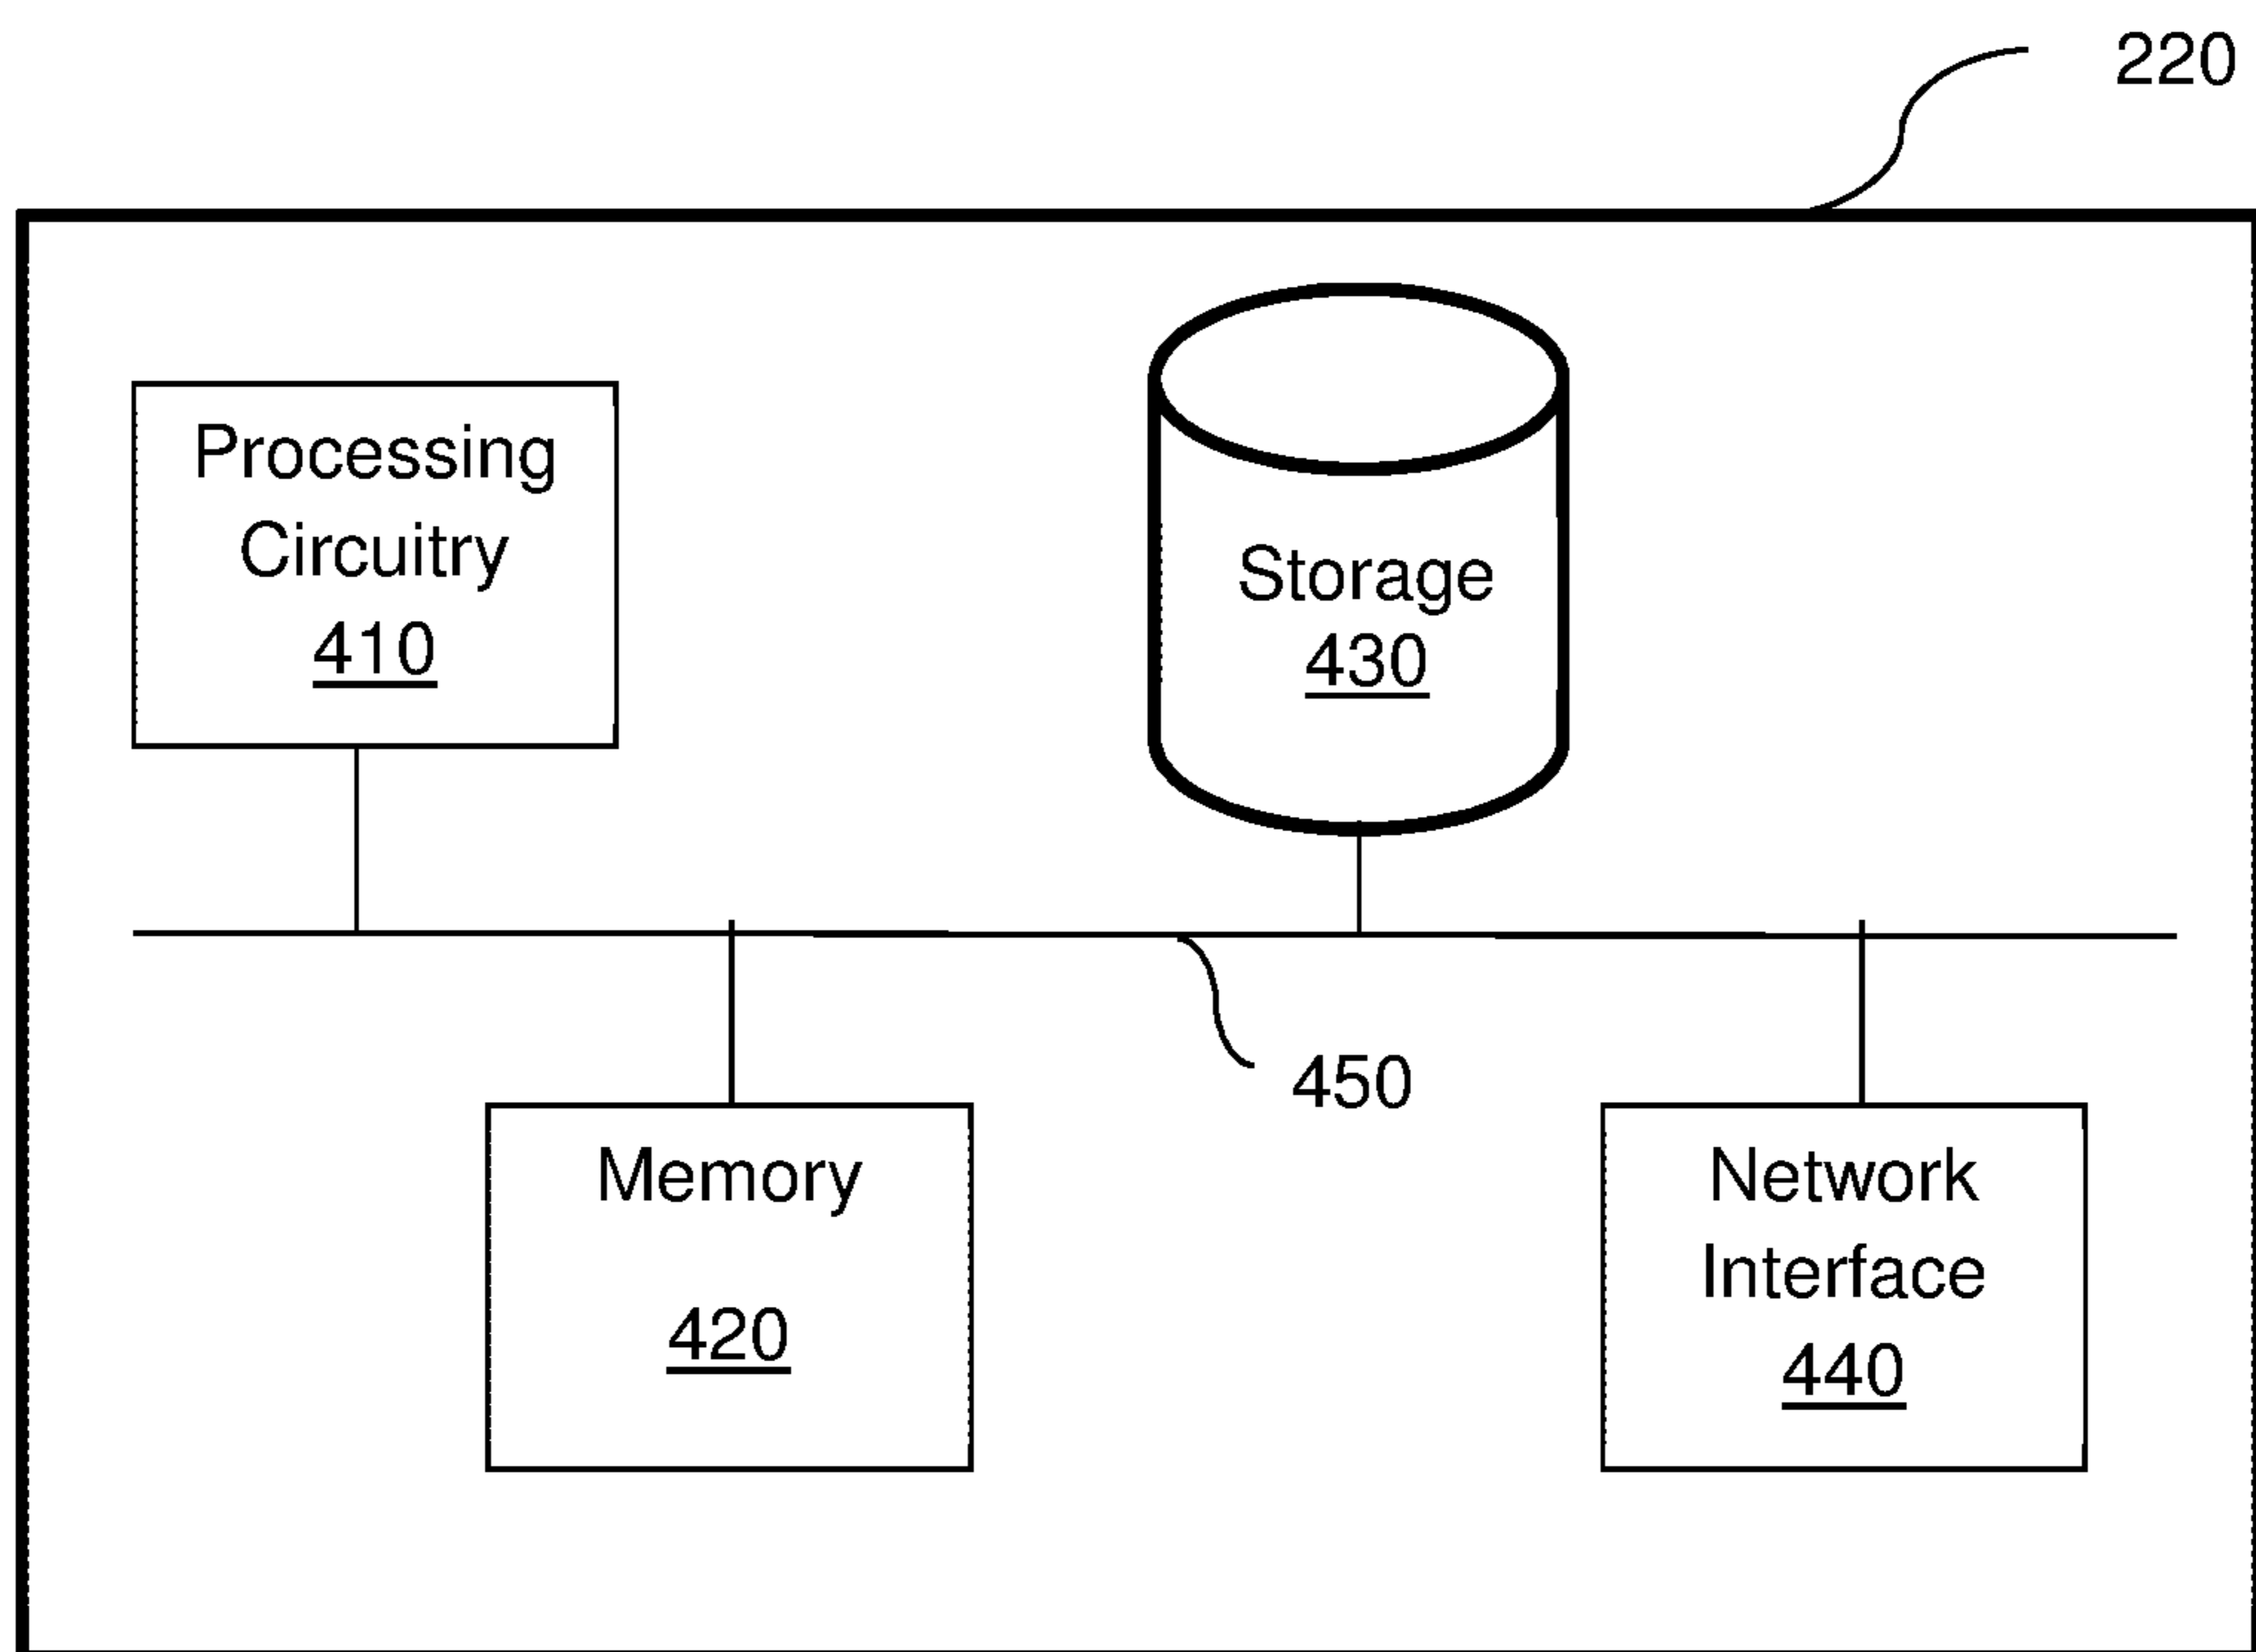 220
Processing
Circuitry
410
Storage
430
450
Memory
420
Network
Interface
440